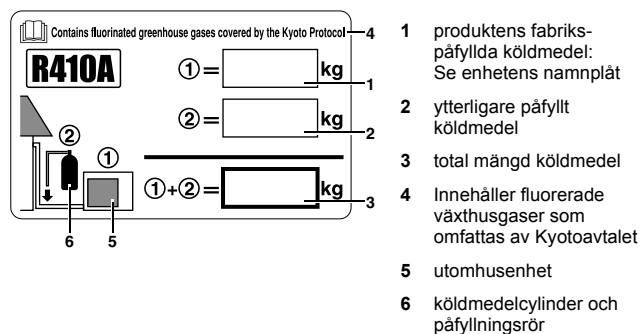 Contains fluorinated greenhouse gases covered by the Kyoto Protocol
4
R410A
①=
kg
1
②=
kg
2
②
①
①+②=
kg
3
6
5
1 produktens fabriks-
påfyllda köldmedel:
Se enhetens namnplåt
2 ytterligare påfyllt
köldmedel
3 total mängd köldmedel
4 Innehåller fluorerade
växthusgaser som
omfattas av Kyotoavtalet
5 utomhusenhet
6 köldmedelcylinder och
påfyllningsrör